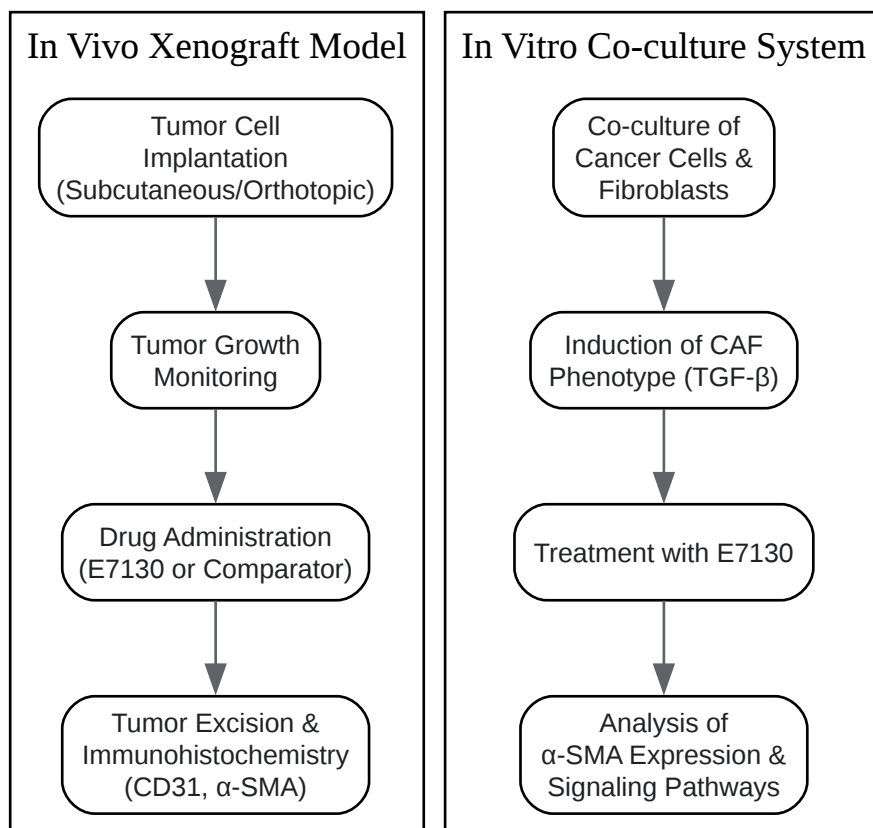 In Vivo Xenograft Model
Tumor Cell
Implantation
(Subcutaneous/Orthotopic)
Tumor Growth
Monitoring
Drug Administration
(E7130 or Comparator)
Tumor Excision &
Immunohistochemistry
(CD31, α-SMA)
In Vitro Co-culture System
Co-culture of
Cancer Cells &
Fibroblasts
Induction of CAF
Phenotype (TGF-β)
Treatment with E7130
Analysis of
α-SMA Expression &
Signaling Pathways